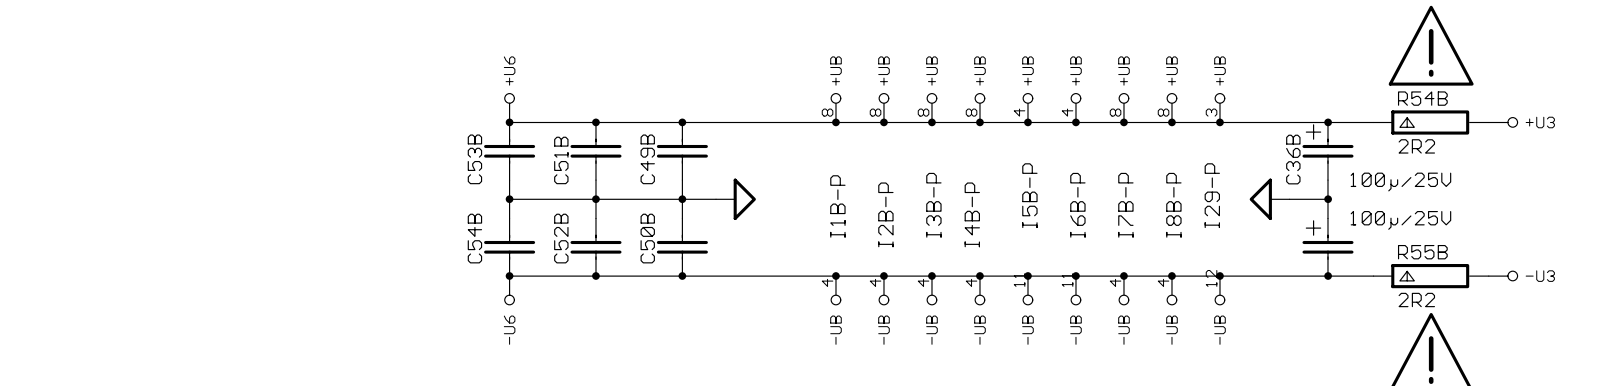 +U6
+UB
+UB
+UB
+UB
+UB
+UB
+UB
+UB
+UB
8
8
8
8
4
4
8
8
3
R54B
2R2
+U3
C53B
C51B
C49B
C36B
100µ/25V
I1B-P
I2B-P
I3B-P
I4B-P
I5B-P
I6B-P
I7B-P
I8B-P
I29-P
C54B
C52B
C50B
100µ/25V
R55B
2R2
-U3
4
4
4
4
11
11
4
4
12
-U6
-UB
-UB
-UB
-UB
-UB
-UB
-UB
-UB
-UB